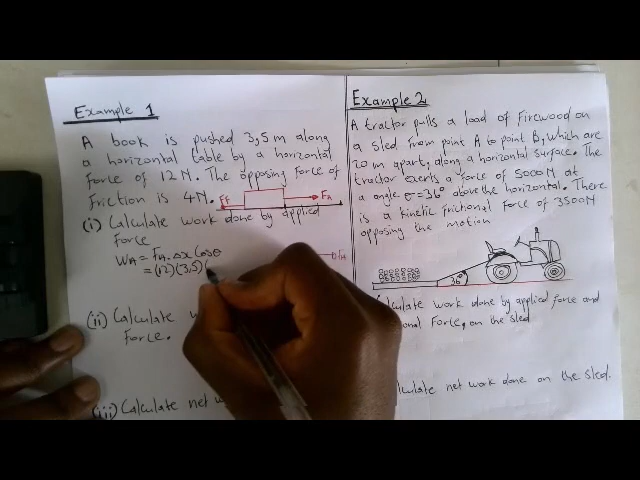 Example 1
A book is pushed 3,5 m along
a horizontal table by a horizontal
force of 12 N. The opposing force of
friction is 4N.
FF
FA
(i) Calculate work done by applied
force
WA = FA. Δx Cosθ
= (12)(3,5)(
FA
(ii) Calculate
force.
(iii) Calculate net
Example 2
A tractor pulls a load of Firewood on
a sled from point A to point B, which are
20 m apart, along a horizontal surface. The
tractor exerts a force of 5000N at
a angle θ=36° above the horizontal. There
is a kinetic frictional force of 3500N
opposing the motion
36°
Calculate work done by applied force and
Force, on the sled
Calculate net work done on the sled.